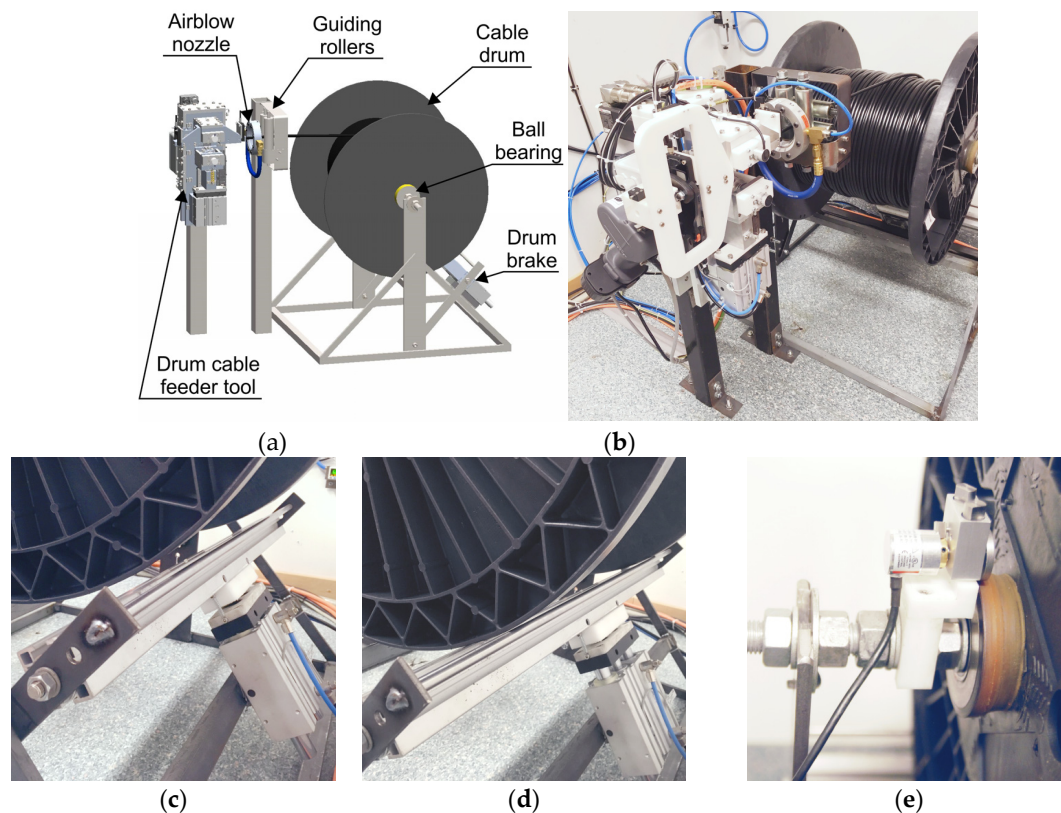 Airblow
nozzle
Guiding
rollers
Cable
drum
Ball
bearing
Drum
brake
Drum cable
feeder tool
(a)
(b)
(c)
(d)
(e)